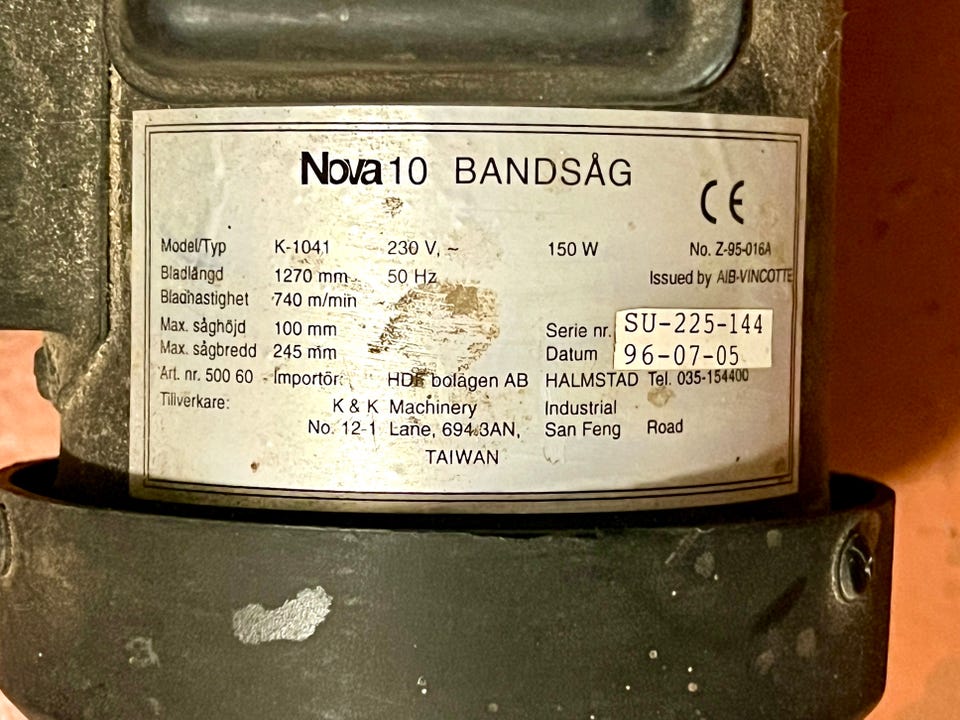 Nova 10 BANDSÅG
CE
Model/Typ K-1041 230 V, ~ 150 W No. Z-95-016A
Bladlängd 1270 mm 50 Hz Issued by AIB-VINCOTTE
Bladhastighet 740 m/min
Max. såghöjd 100 mm Serie nr. SU-225-144
Max. sågbredd 245 mm Datum 96-07-05
Art. nr. 500 60 Importör: HDF bolagen AB HALMSTAD Tel. 035-154400
Tillverkare: K & K Machinery Industrial
No. 12-1 Lane, 694.3AN, San Feng Road
TAIWAN